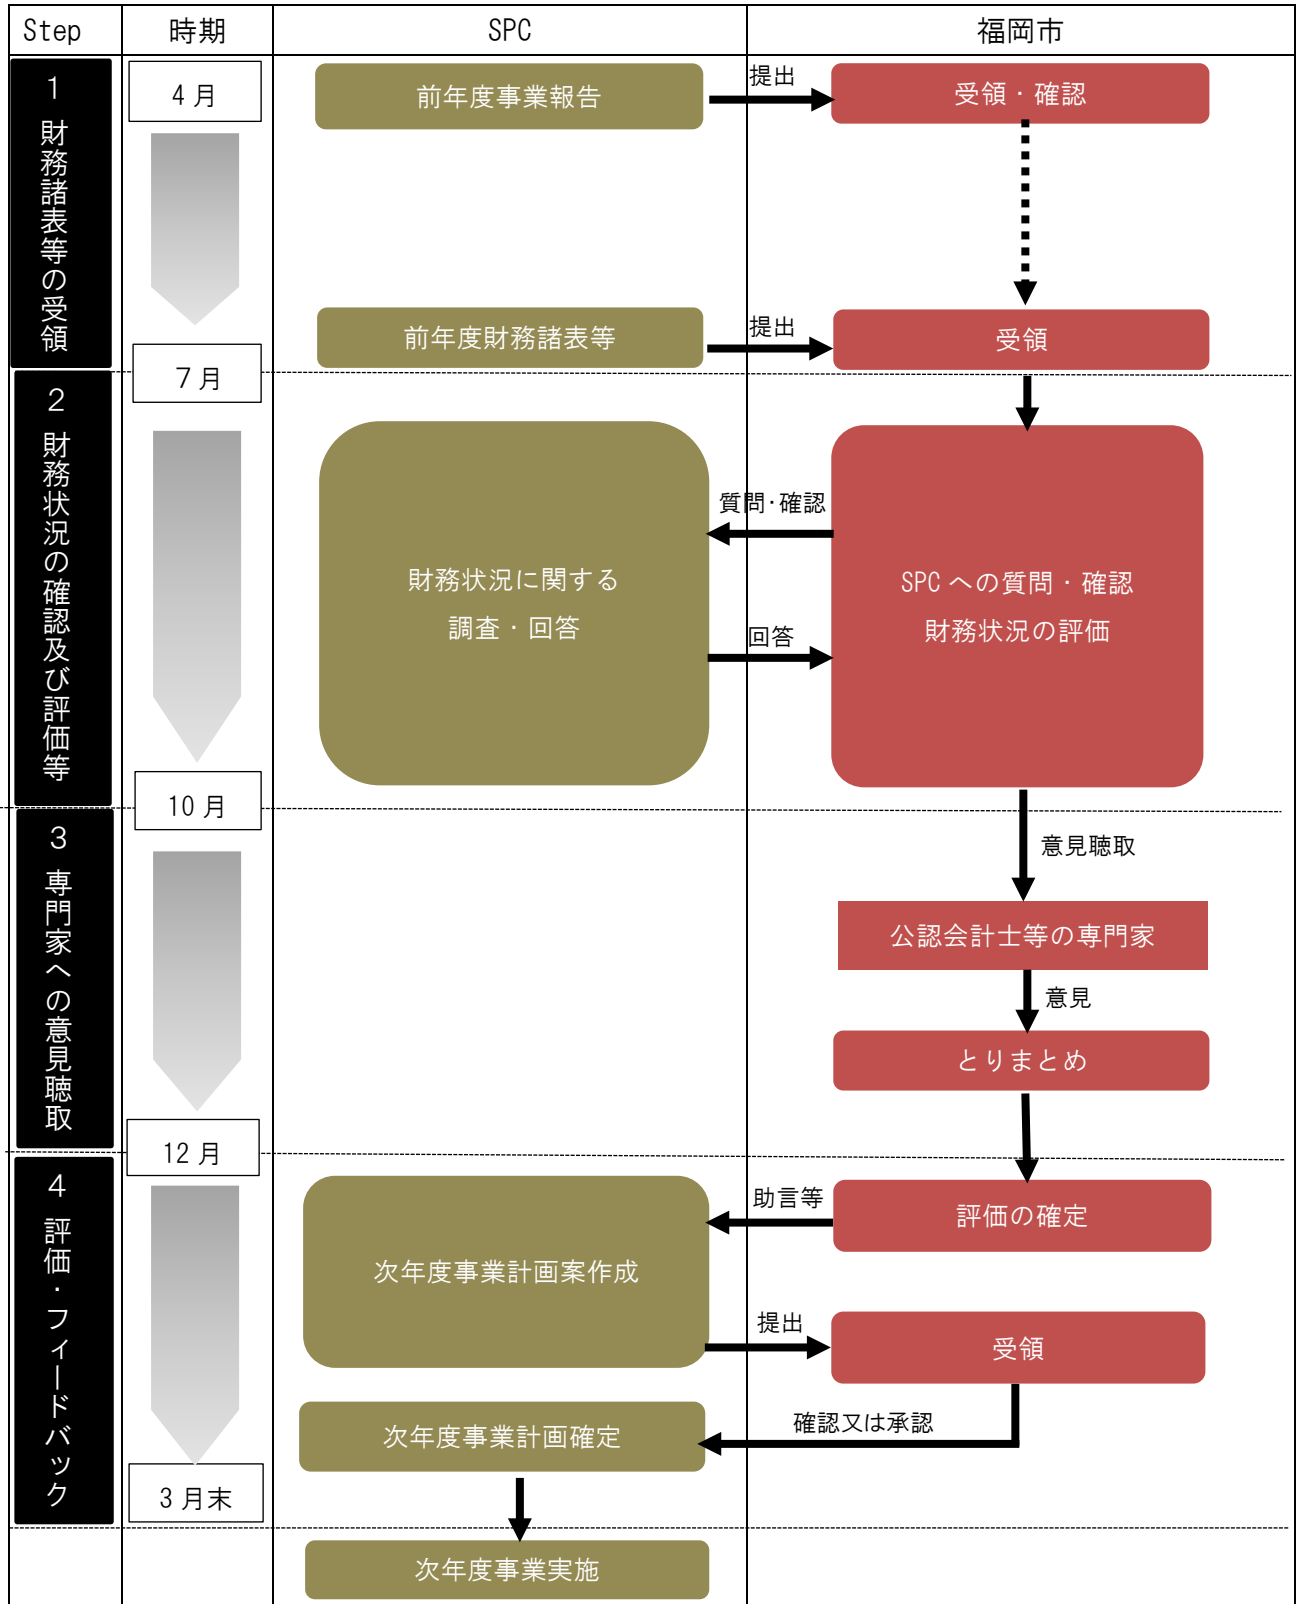 Step
時期
SPC
福岡市
1 財務諸表等の受領
4月
前年度事業報告
提出
受領・確認
前年度財務諸表等
提出
受領
7月
2 財務状況の確認及び評価等
質問・確認
財務状況に関する
調査・回答
SPCへの質問・確認
財務状況の評価
回答
10月
3 専門家への意見聴取
意見聴取
公認会計士等の専門家
意見
とりまとめ
12月
4 評価・フィードバック
助言等
評価の確定
次年度事業計画案作成
提出
受領
確認又は承認
次年度事業計画確定
3月末
次年度事業実施